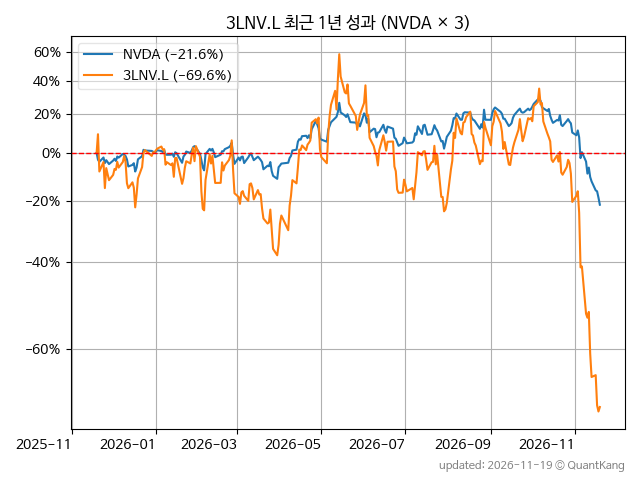 3LNV.L 최근 1년 성과 (NVDA × 3)
NVDA (−21.6%)
3LNV.L (−69.6%)
60%
40%
20%
0%
−20%
−40%
−60%
2025-11 2026-01 2026-03 2026-05 2026-07 2026-09 2026-11
updated: 2026-11-19 © QuantKang